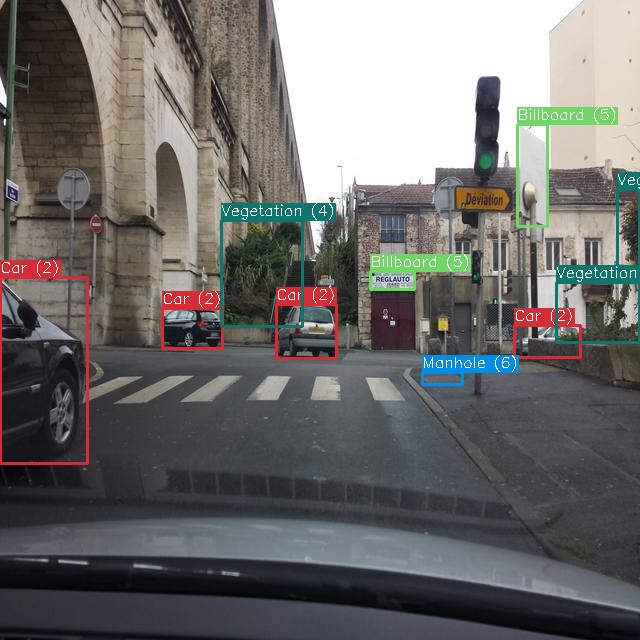 Billboard (5)
Veg
Vegetation (4)
Déviation
Billboard (5)
Car (2)
Vegetation
REGLAUTO
Car (2)
Car (2)
Car (2)
Manhole (6)